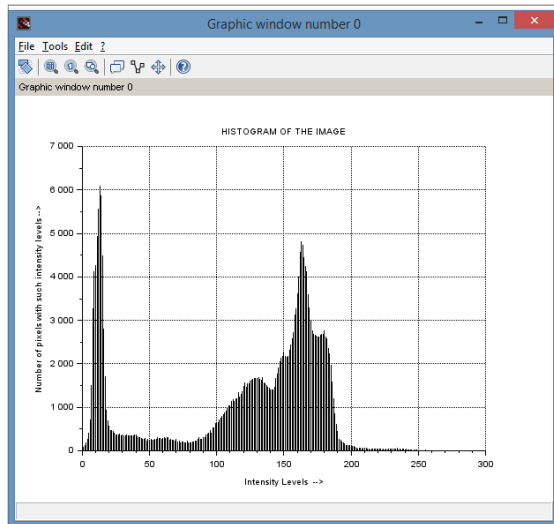 Graphic window number 0
File Tools Edit ?
Graphic window number 0
HISTOGRAM OF THE IMAGE
7 000
6 000
5 000
4 000
3 000
2 000
1 000
0
Number of pixels with such intensity levels -->
0 50 100 150 200 250 300
Intensity Levels -->